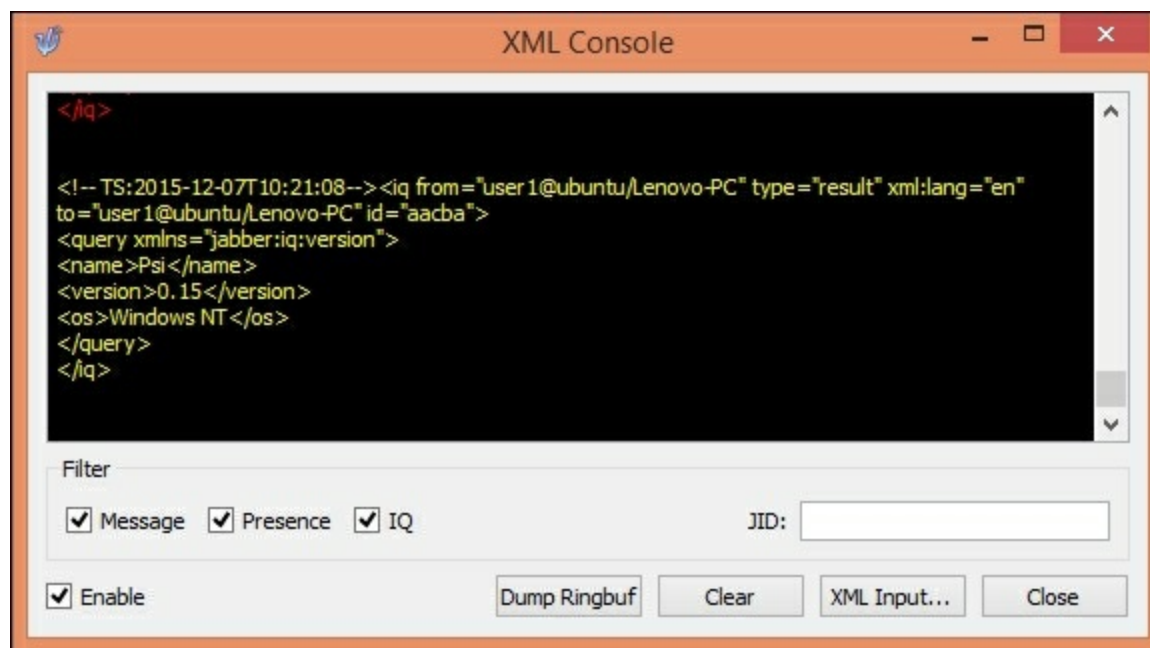 XML Console
</iq>
<!-- TS:2015-12-07T10:21:08--><iq from="user1@ubuntu/Lenovo-PC" type="result" xml:lang="en"
to="user1@ubuntu/Lenovo-PC" id="aacba">
<query xmlns="jabber:iq:version">
<name>Psi</name>
<version>0.15</version>
<os>Windows NT</os>
</query>
</iq>
Filter
Message Presence IQ JID:
Enable Dump Ringbuf Clear XML Input... Close